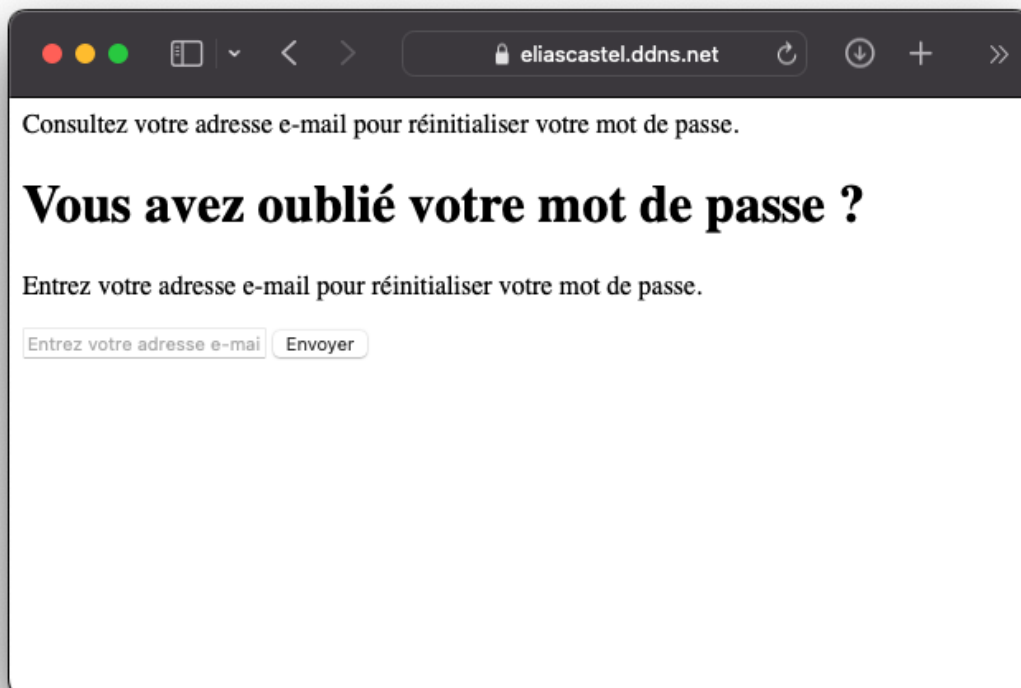 eliascastel.ddns.net
Consultez votre adresse e-mail pour réinitialiser votre mot de passe.
Vous avez oublié votre mot de passe ?
Entrez votre adresse e-mail pour réinitialiser votre mot de passe.
Entrez votre adresse e-mai Envoyer